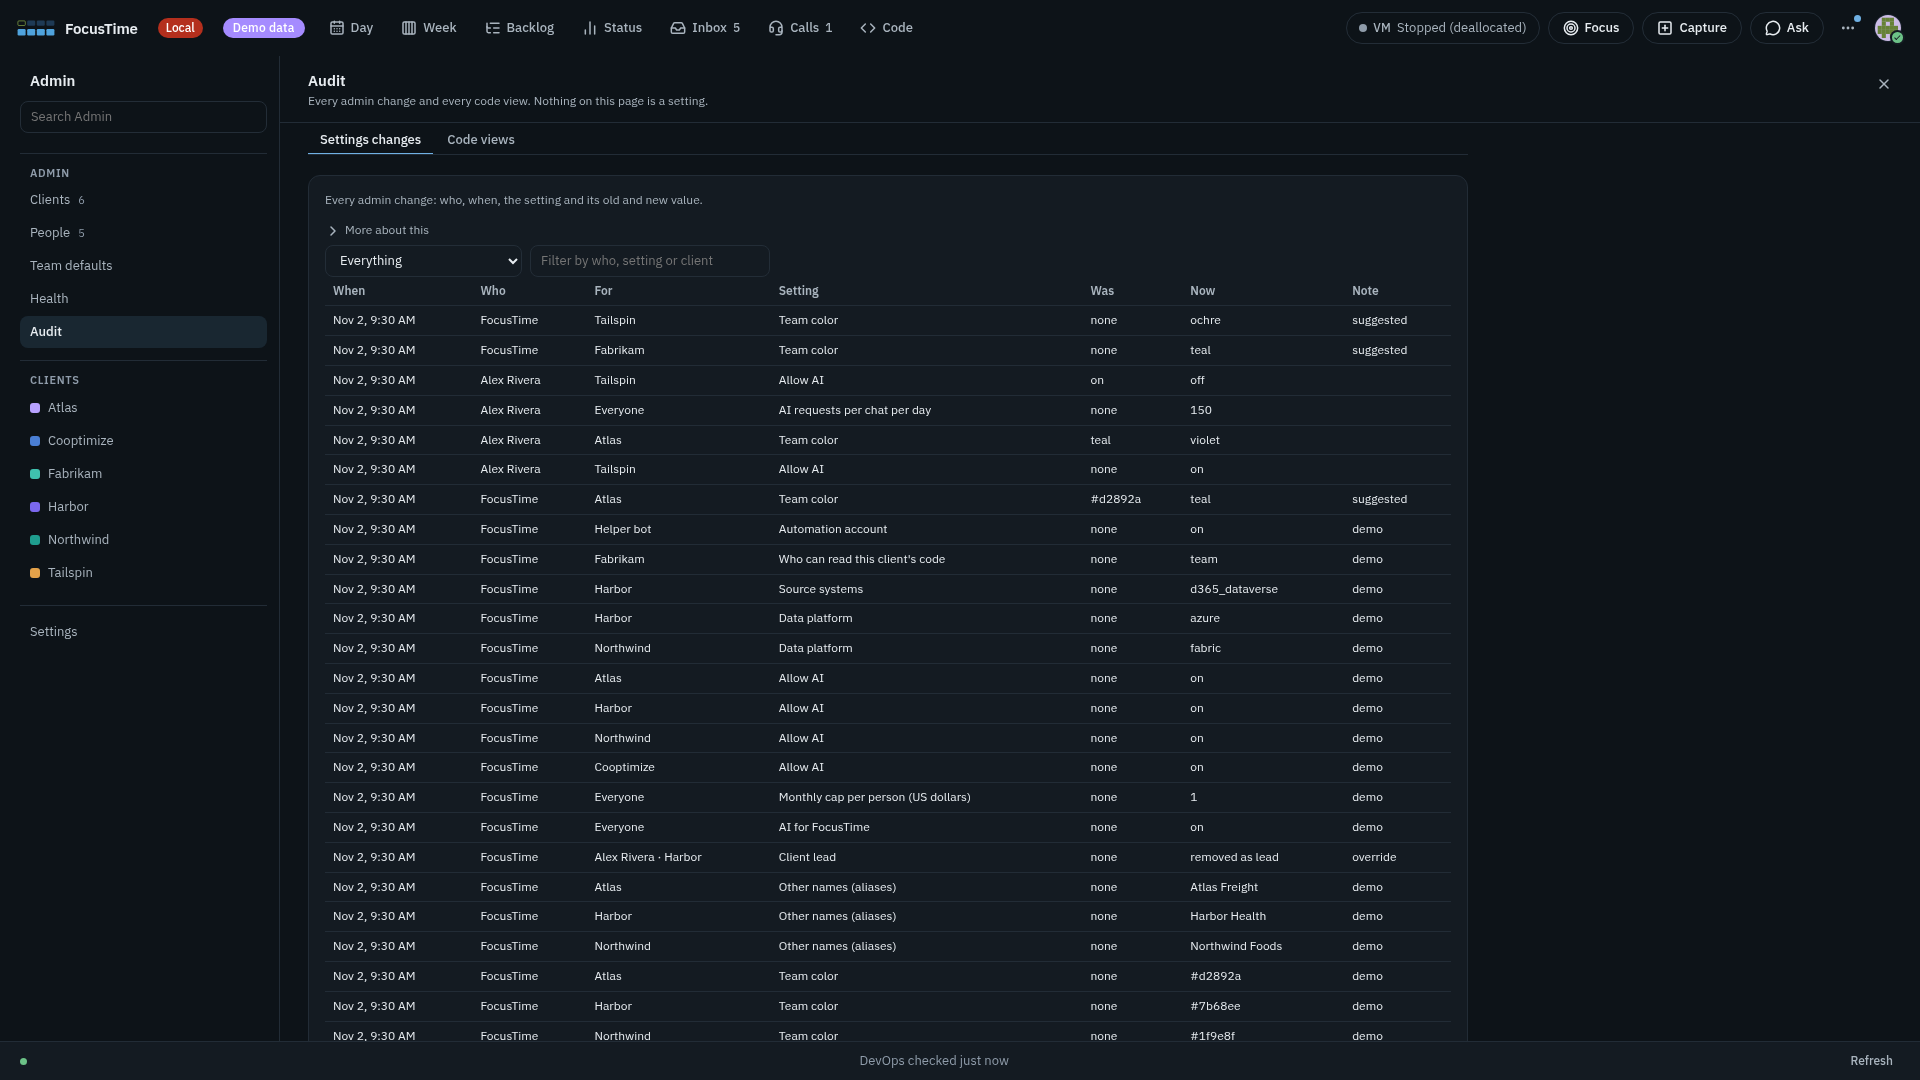 FocusTime Local Demo data Day Week Backlog Status Inbox 5 Calls 1 Code VM Stopped (deallocated) Focus Capture Ask
Admin
Search Admin
ADMIN
Clients 6
People 5
Team defaults
Health
Audit
CLIENTS
Atlas
Cooptimize
Fabrikam
Harbor
Northwind
Tailspin
Settings
Audit
Every admin change and every code view. Nothing on this page is a setting.
Settings changes Code views
Every admin change: who, when, the setting and its old and new value.
More about this
Everything Filter by who, setting or client
When Who For Setting Was Now Note
Nov 2, 9:30 AM FocusTime Tailspin Team color none ochre suggested
Nov 2, 9:30 AM FocusTime Fabrikam Team color none teal suggested
Nov 2, 9:30 AM Alex Rivera Tailspin Allow AI on off
Nov 2, 9:30 AM Alex Rivera Everyone AI requests per chat per day none 150
Nov 2, 9:30 AM Alex Rivera Atlas Team color teal violet
Nov 2, 9:30 AM Alex Rivera Tailspin Allow AI none on
Nov 2, 9:30 AM FocusTime Atlas Team color #d2892a teal suggested
Nov 2, 9:30 AM FocusTime Helper bot Automation account none on demo
Nov 2, 9:30 AM FocusTime Fabrikam Who can read this client's code none team demo
Nov 2, 9:30 AM FocusTime Harbor Source systems none d365_dataverse demo
Nov 2, 9:30 AM FocusTime Harbor Data platform none azure demo
Nov 2, 9:30 AM FocusTime Northwind Data platform none fabric demo
Nov 2, 9:30 AM FocusTime Atlas Allow AI none on demo
Nov 2, 9:30 AM FocusTime Harbor Allow AI none on demo
Nov 2, 9:30 AM FocusTime Northwind Allow AI none on demo
Nov 2, 9:30 AM FocusTime Cooptimize Allow AI none on demo
Nov 2, 9:30 AM FocusTime Everyone Monthly cap per person (US dollars) none 1 demo
Nov 2, 9:30 AM FocusTime Everyone AI for FocusTime none on demo
Nov 2, 9:30 AM FocusTime Alex Rivera · Harbor Client lead none removed as lead override
Nov 2, 9:30 AM FocusTime Atlas Other names (aliases) none Atlas Freight demo
Nov 2, 9:30 AM FocusTime Harbor Other names (aliases) none Harbor Health demo
Nov 2, 9:30 AM FocusTime Northwind Other names (aliases) none Northwind Foods demo
Nov 2, 9:30 AM FocusTime Atlas Team color none #d2892a demo
Nov 2, 9:30 AM FocusTime Harbor Team color none #7b68ee demo
Nov 2, 9:30 AM FocusTime Northwind Team color none #1f9e8f demo
DevOps checked just now Refresh